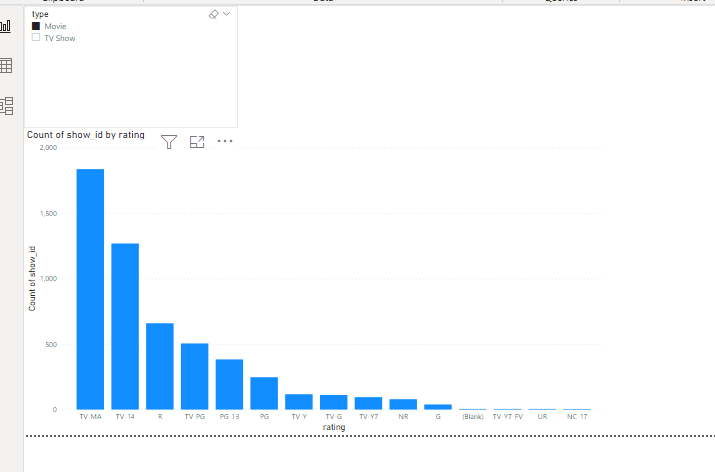 type
Movie
TV Show
Count of show_id by rating
2,000
1,500
1,000
500
0
Count of show_id
TV-MA TV-14 R TV-PG PG-13 PG TV-Y TV-G TV-Y7 NR G (Blank) TV-Y7-FV UR NC-17
rating